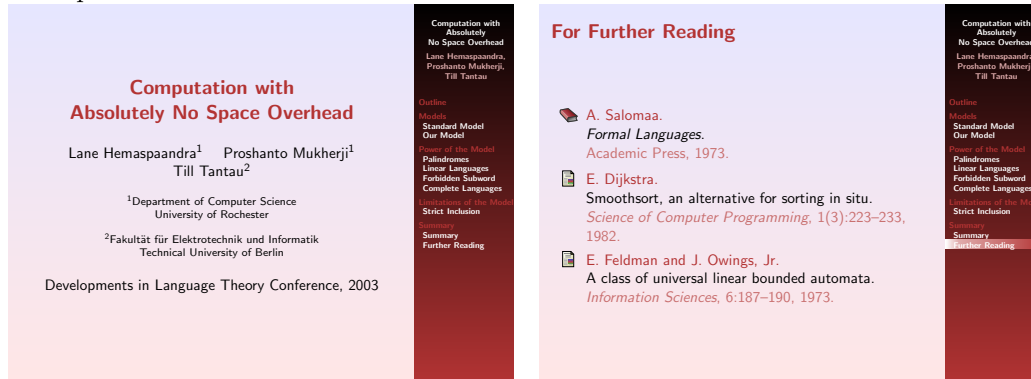 Computation with
Absolutely No Space Overhead
Lane Hemaspaandra1 Proshanto Mukherji1
Till Tantau2
1Department of Computer Science
University of Rochester
2Fakultät für Elektrotechnik und Informatik
Technical University of Berlin
Developments in Language Theory Conference, 2003
Computation with
Absolutely
No Space Overhead
Lane Hemaspaandra,
Proshanto Mukherji,
Till Tantau
Outline
Models
Standard Model
Our Model
Power of the Model
Palindromes
Linear Languages
Forbidden Subword
Complete Languages
Limitations of the Model
Strict Inclusion
Summary
Summary
Further Reading
For Further Reading
A. Salomaa.
Formal Languages.
Academic Press, 1973.
E. Dijkstra.
Smoothsort, an alternative for sorting in situ.
Science of Computer Programming, 1(3):223–233,
1982.
E. Feldman and J. Owings, Jr.
A class of universal linear bounded automata.
Information Sciences, 6:187–190, 1973.
Computation with
Absolutely
No Space Overhead
Lane Hemaspaandra
Proshanto Mukherji
Till Tantau
Outline
Models
Standard Model
Our Model
Power of the Model
Palindromes
Linear Languages
Forbidden Subword
Complete Languages
Limitations of the
Strict Inclusion
Summary
Summary
Further Reading